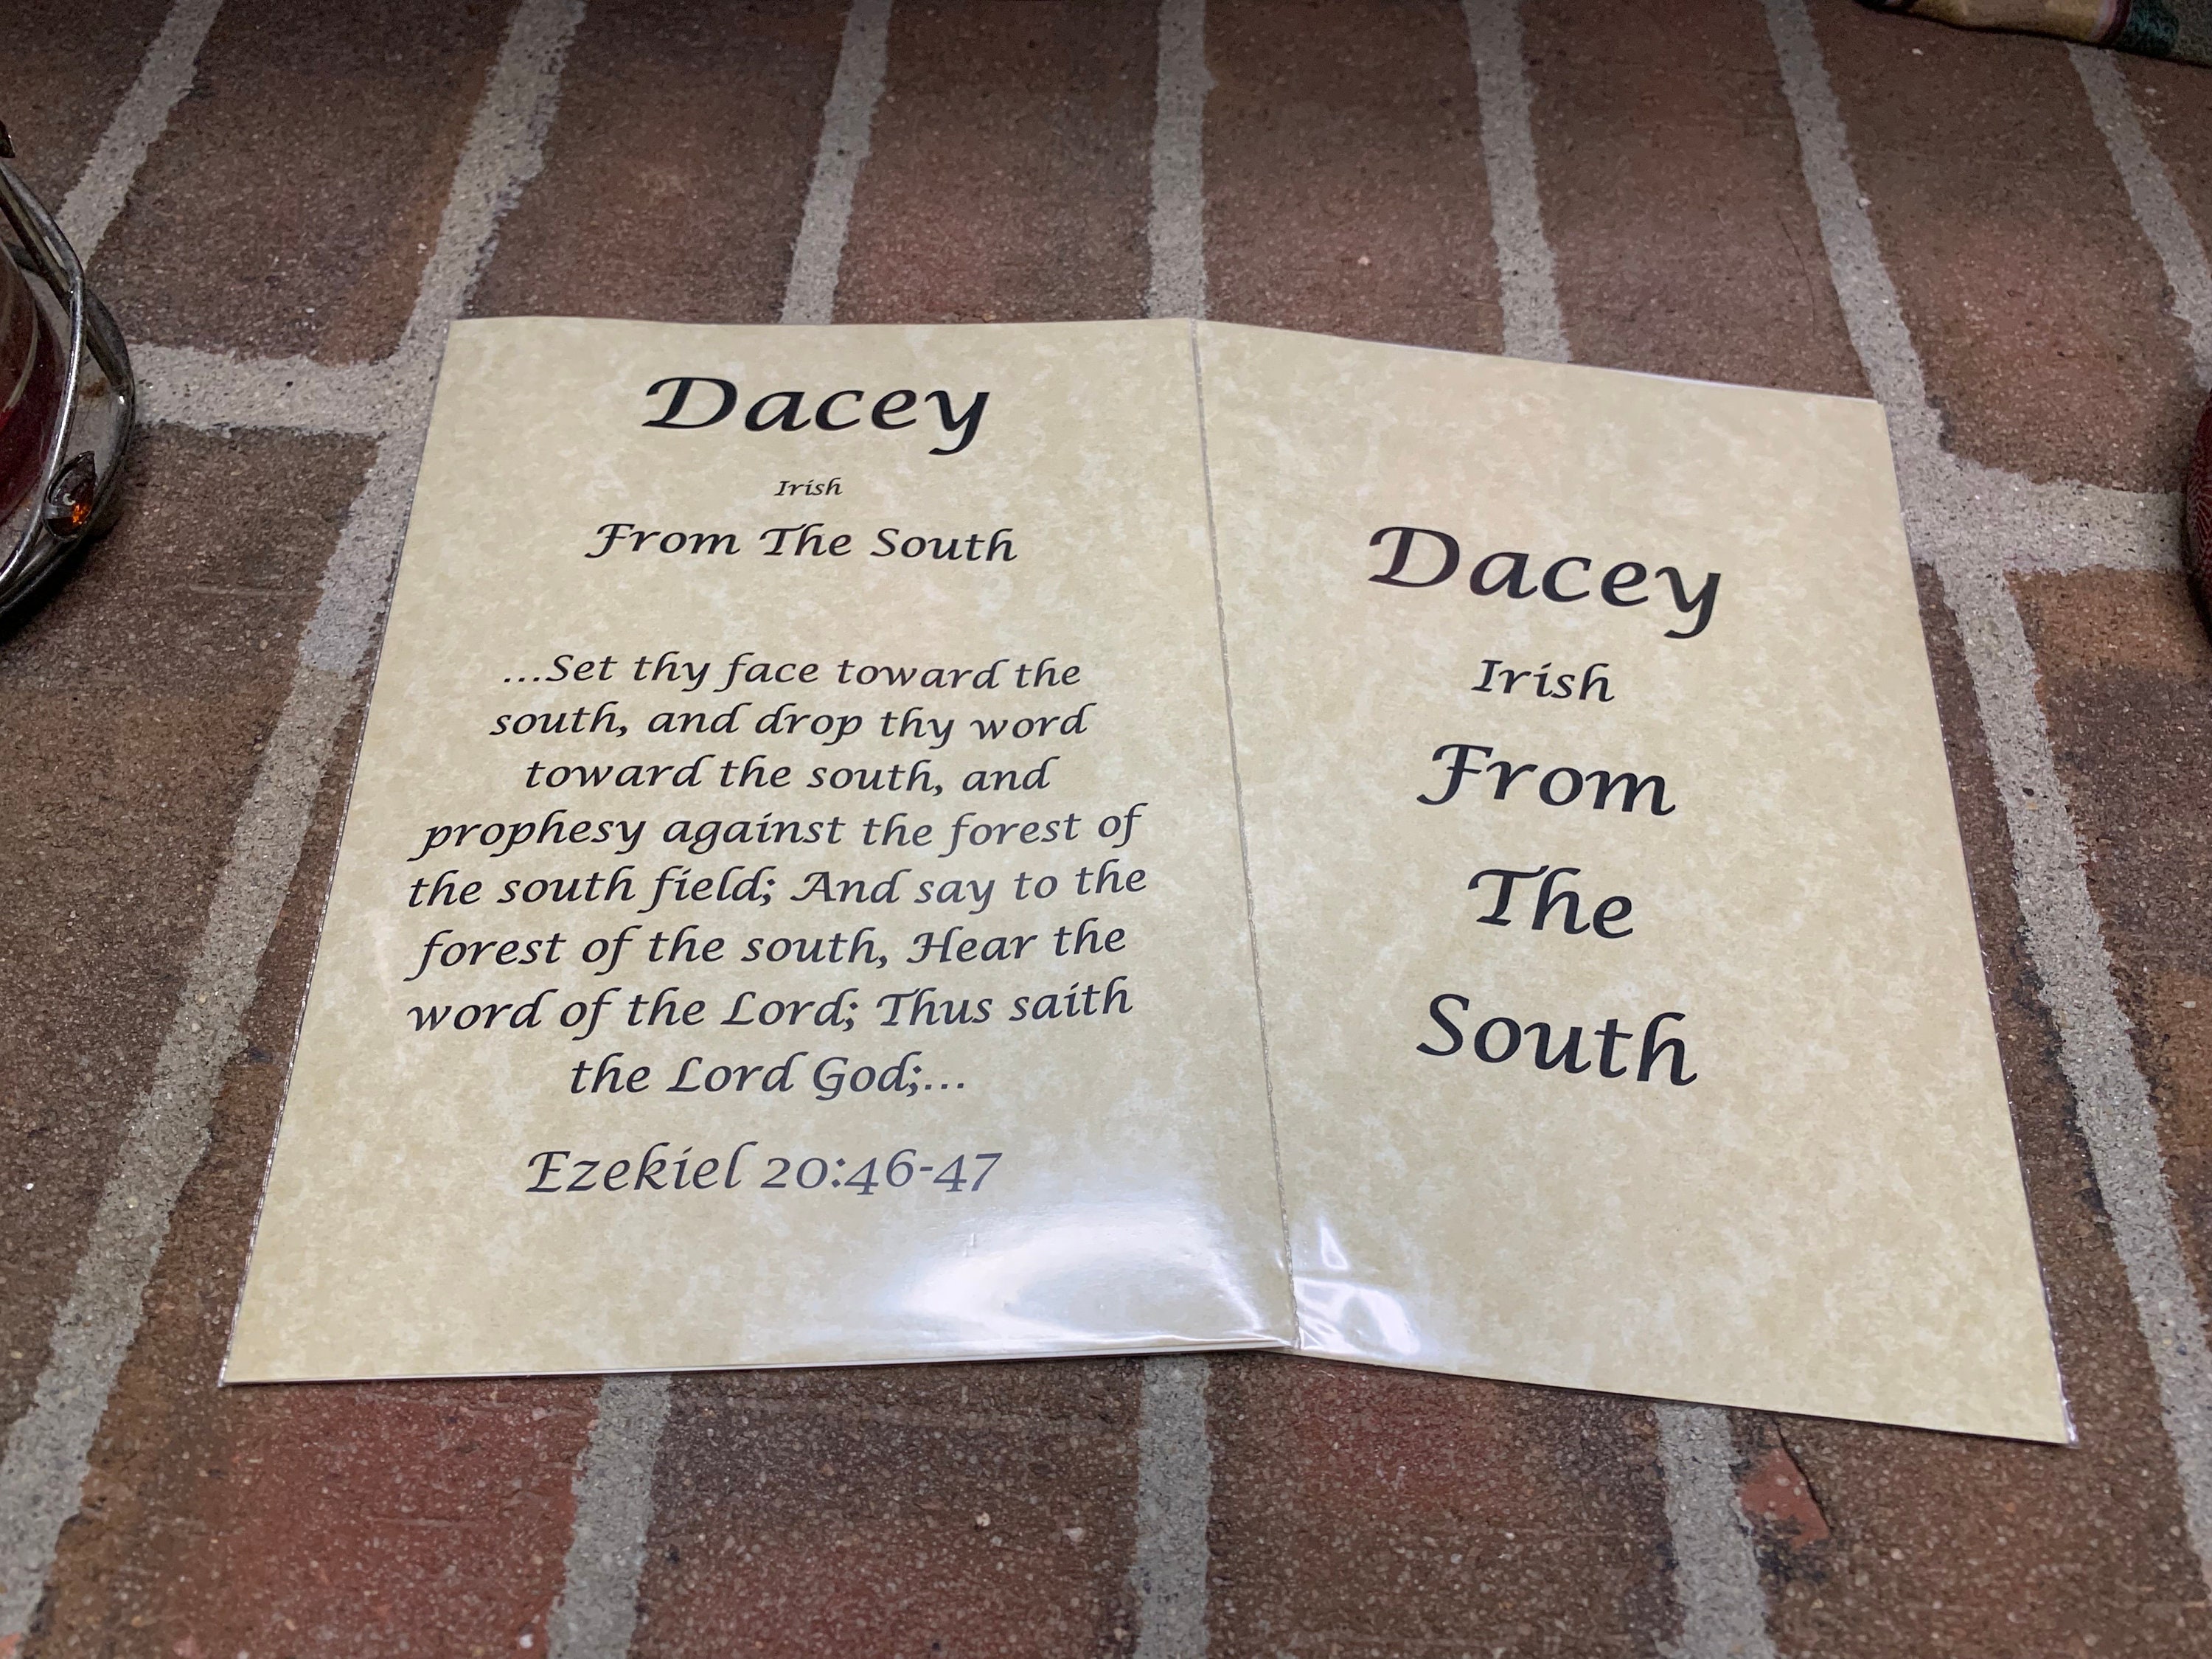 Dacey
Irish
From The South
...Set thy face toward the
south, and drop thy word
toward the south, and
prophesy against the forest of
the south field; And say to the
forest of the south, Hear the
word of the Lord; Thus saith
the Lord God;...
Ezekiel 20:46-47
Dacey
Irish
From
The
South